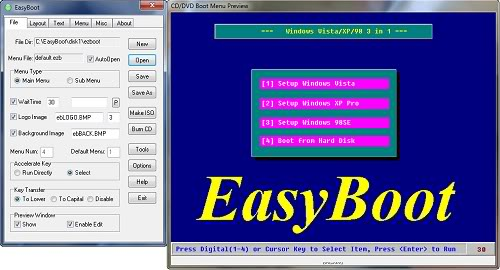 EasyBoot
File
Layout
Text
Menu
Misc
About
File Dir: C:\EasyBoot\disk1\ezboot
New
Menu File: default.ezb
AutoOpen
Open
Menu Type
Main Menu
Sub Menu
Save
WaitTime 30
P
Save As
Logo Image ebLOGO.BMP 3
Make ISO
Background Image ebBACK.BMP
Burn CD
Menu Num: 4 Default Menu: 1
Tools
Accelerate Key
Run Directly
Select
Options
Key Transfer
Help
To Lower
To Capital
Disable
Exit
Preview Window
Show
Enable Edit
CD/DVD Boot Menu Preview
--- Windows Vista/XP/98 3 in 1 ---
[1] Setup Windows Vista
[2] Setup Windows XP Pro
[3] Setup Windows 98SE
[4] Boot From Hard Disk
EasyBoot
Press Digital(1-4) or Cursor Key to Select Item, Press <Enter> to Run 30